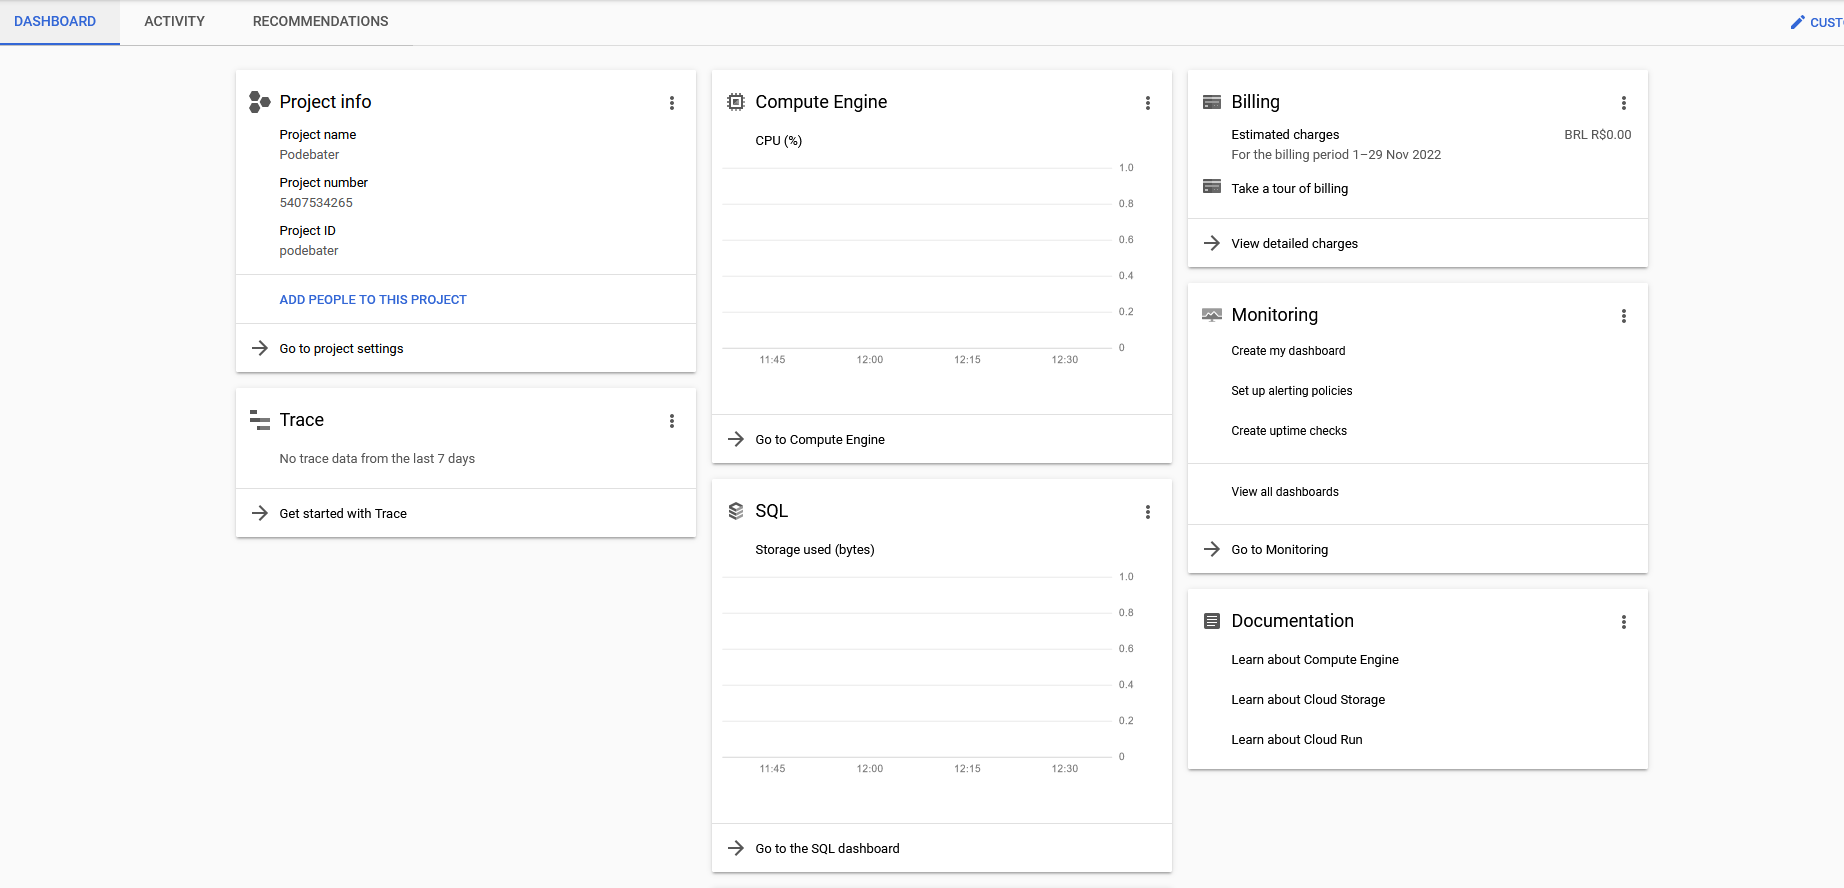 DASHBOARD
ACTIVITY
RECOMMENDATIONS
Project info
Project name
Podebater
Project number
5407534265
Project ID
podebater
ADD PEOPLE TO THIS PROJECT
Go to project settings
Trace
No trace data from the last 7 days
Get started with Trace
Compute Engine
CPU (%)
1.0
0.8
0.6
0.4
0.2
0
11:45 12:00 12:15 12:30
Go to Compute Engine
SQL
Storage used (bytes)
1.0
0.8
0.6
0.4
0.2
0
11:45 12:00 12:15 12:30
Go to the SQL dashboard
Billing
Estimated charges BRL R$0.00
For the billing period 1–29 Nov 2022
Take a tour of billing
View detailed charges
Monitoring
Create my dashboard
Set up alerting policies
Create uptime checks
View all dashboards
Go to Monitoring
Documentation
Learn about Compute Engine
Learn about Cloud Storage
Learn about Cloud Run